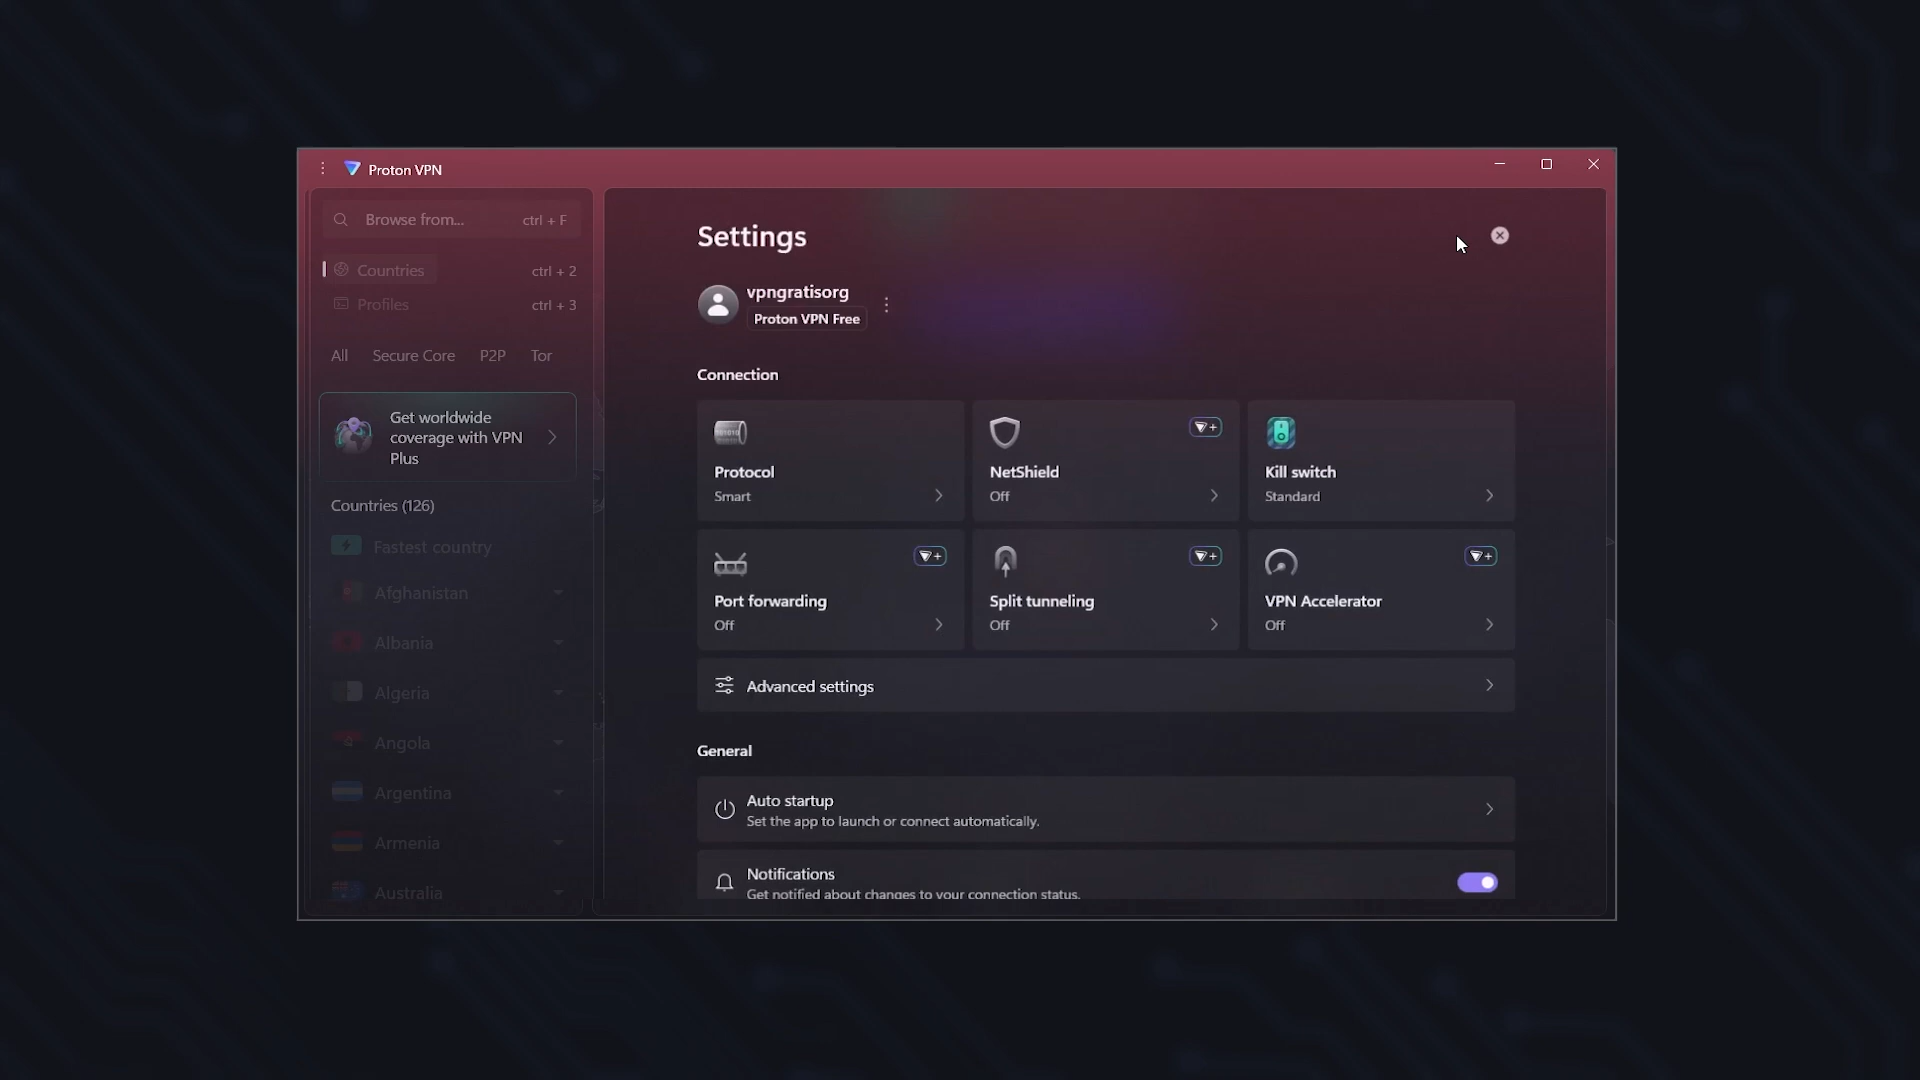 Proton VPN
Browse from... ctrl + F
Countries ctrl + 2
Profiles ctrl + 3
All Secure Core P2P Tor
Get worldwide
coverage with VPN
Plus
Countries (126)
Fastest country
Afghanistan
Albania
Algeria
Angola
Argentina
Armenia
Australia
Settings
vpngratisorg
Proton VPN Free
Connection
Protocol
Smart
NetShield
Off
Kill switch
Standard
Port forwarding
Off
Split tunneling
Off
VPN Accelerator
Off
Advanced settings
General
Auto startup
Set the app to launch or connect automatically.
Notifications
Get notified about changes to your connection status.